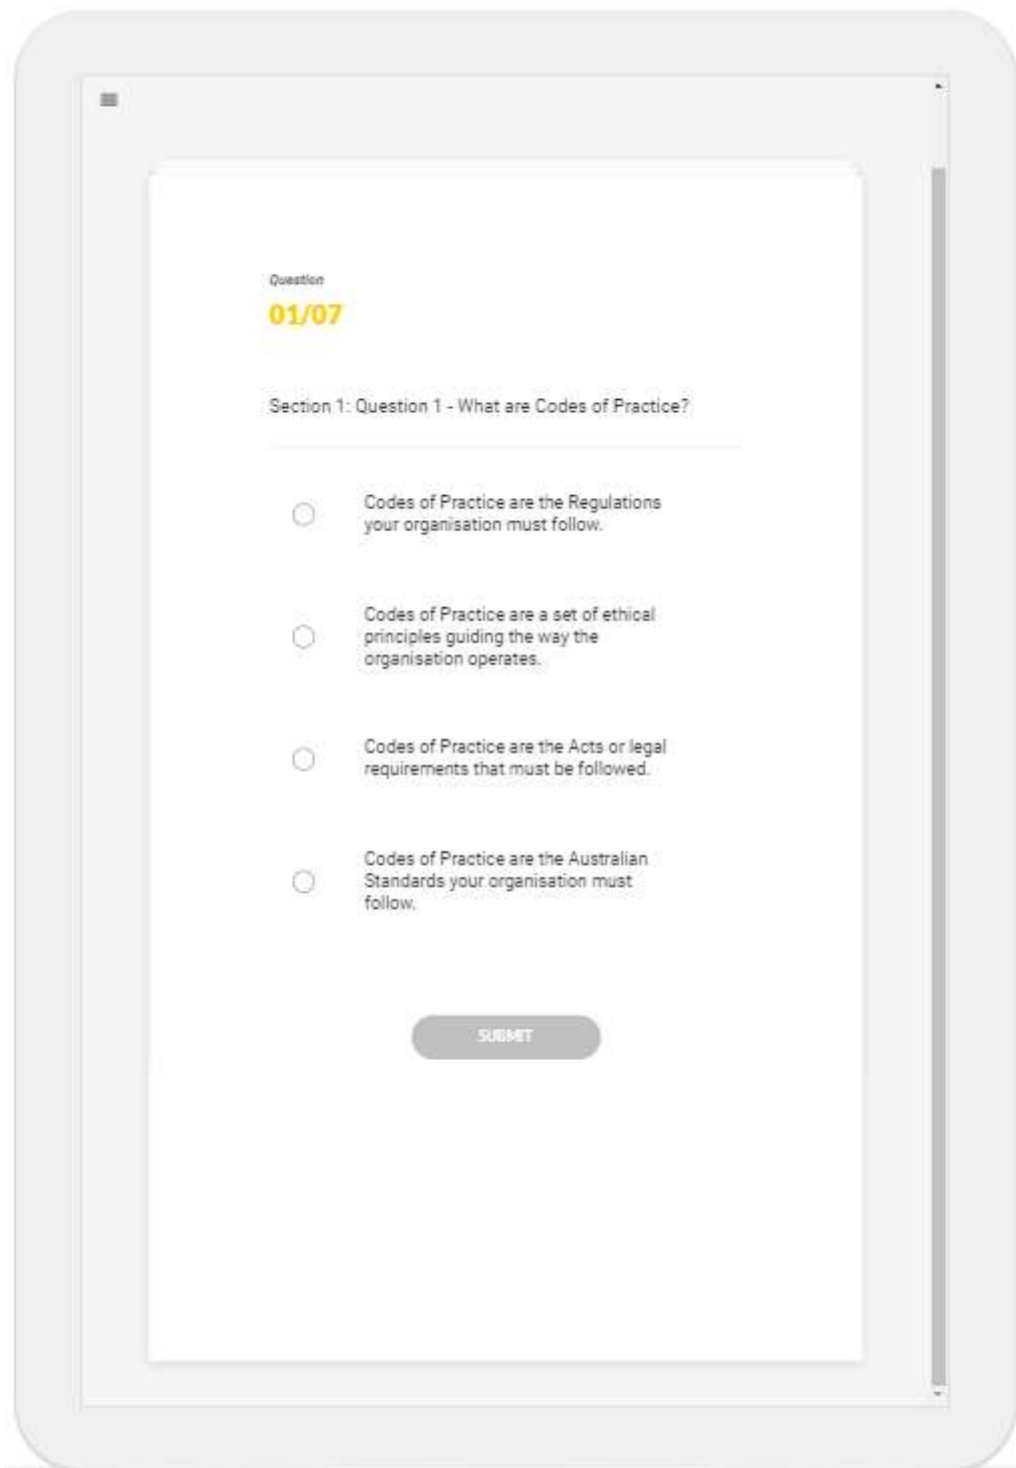 Question
01/07
Section 1: Question 1 - What are Codes of Practice?
Codes of Practice are the Regulations
your organisation must follow.
Codes of Practice are a set of ethical
principles guiding the way the
organisation operates.
Codes of Practice are the Acts or legal
requirements that must be followed.
Codes of Practice are the Australian
Standards your organisation must
follow.
SUBMIT